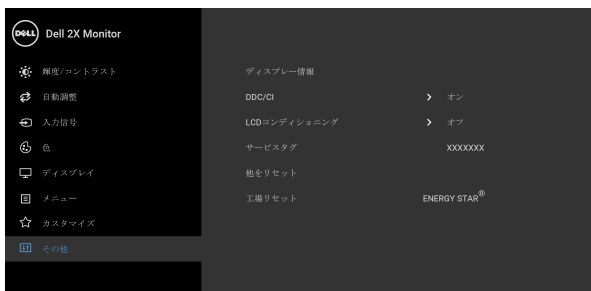 DELL Dell 2X Monitor
輝度/コントラスト
自動調整
入力信号
色
ディスプレイ
メニュー
カスタマイズ
その他
ディスプレー情報
DDC/CI > オン
LCDコンディショニング > オフ
サービスタグ XXXXXXX
他をリセット
工場リセット ENERGY STAR®